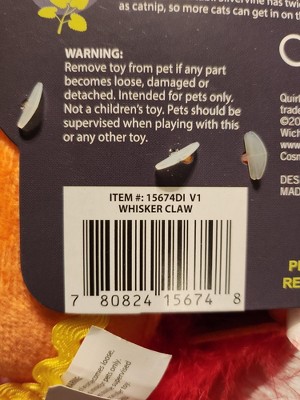 as catnip, so more cats can get in on
WARNING:
Remove toy from pet if any part
becomes loose, damaged or
detached. Intended for pets only.
Not a children's toy. Pets should be
supervised when playing with this
or any other toy.
ITEM #: 15674DI V1
WHISKER CLAW
7 80824 15674 8